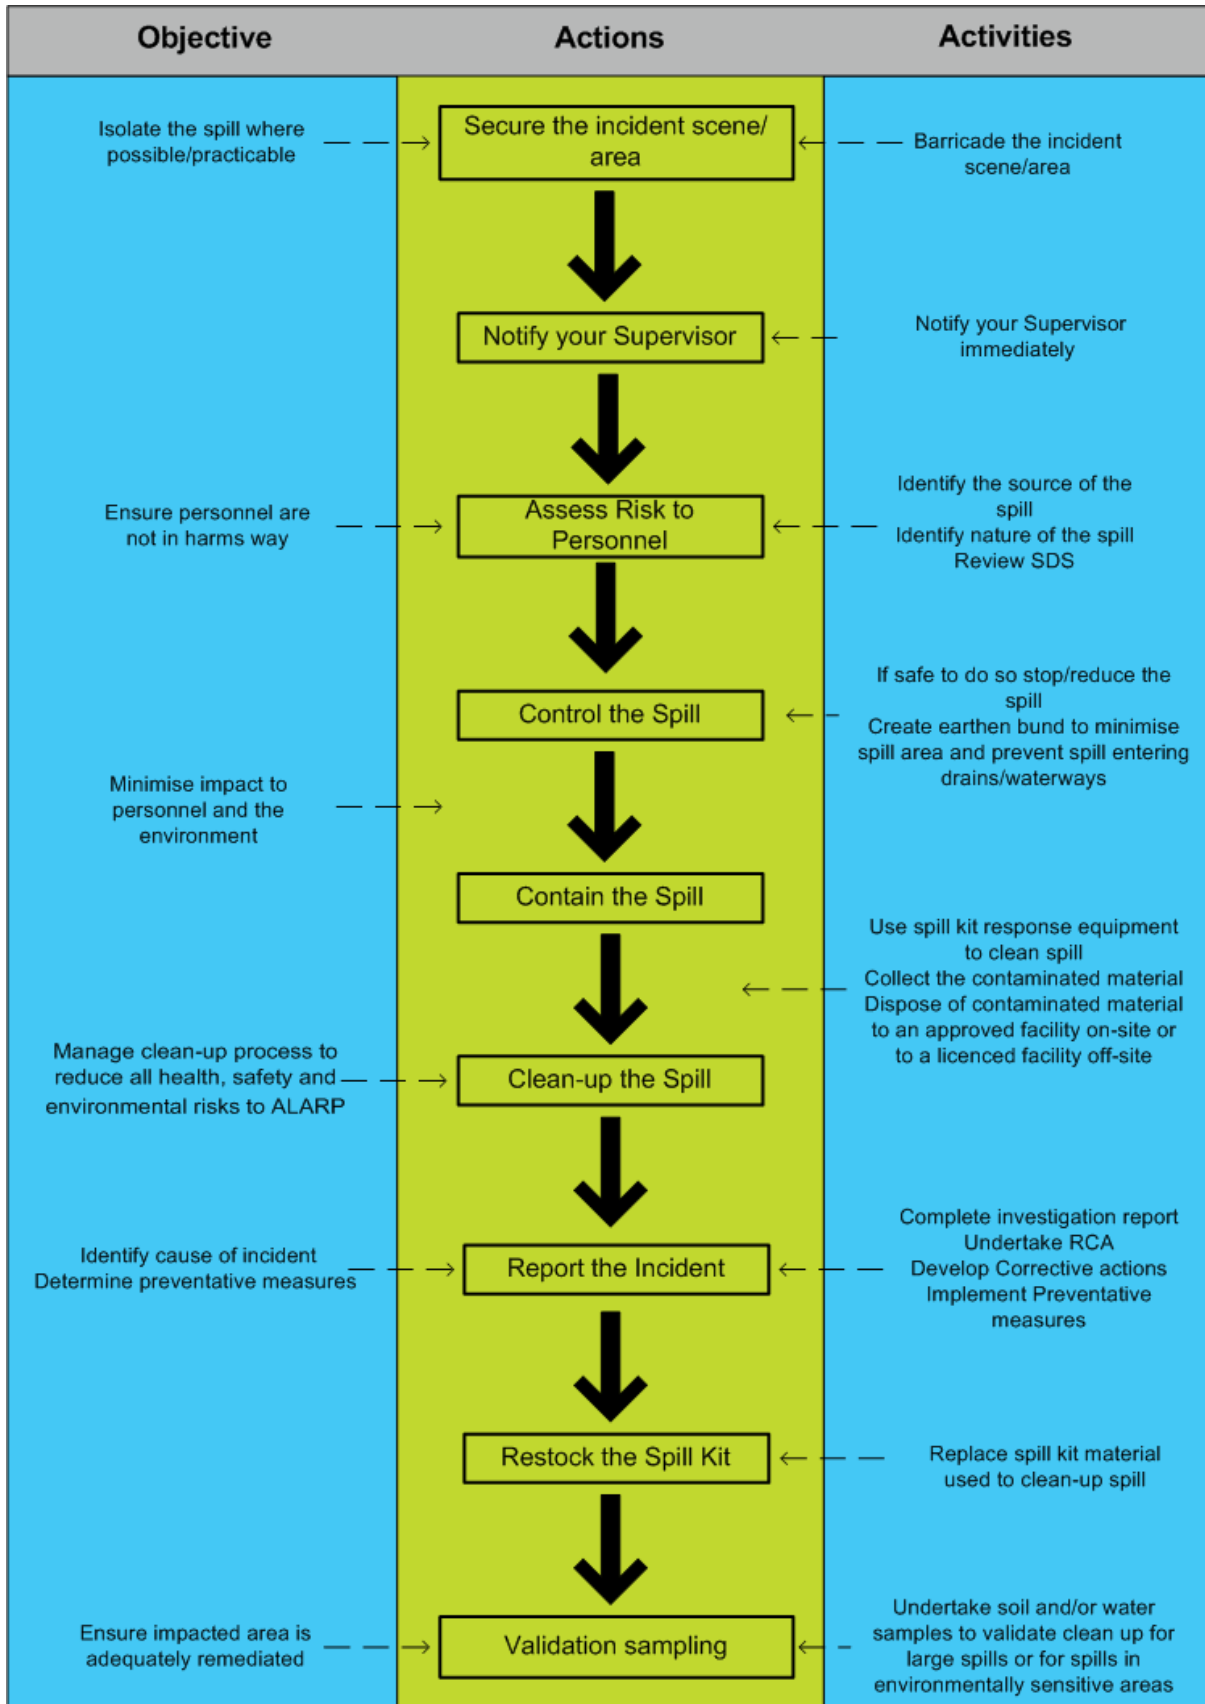 Objective
Actions
Activities
Isolate the spill where
possible/practicable
Secure the incident scene/
area
Barricade the incident
scene/area
Notify your Supervisor
Notify your Supervisor
immediately
Ensure personnel are
not in harms way
Assess Risk to
Personnel
Identify the source of the
spill
Identify nature of the spill
Review SDS
Control the Spill
If safe to do so stop/reduce the
spill
Create earthen bund to minimise
spill area and prevent spill entering
drains/waterways
Minimise impact to
personnel and the
environment
Contain the Spill
Use spill kit response equipment
to clean spill
Collect the contaminated material
Dispose of contaminated material
to an approved facility on-site or
to a licenced facility off-site
Manage clean-up process to
reduce all health, safety and
environmental risks to ALARP
Clean-up the Spill
Identify cause of incident
Determine preventative measures
Report the Incident
Complete investigation report
Undertake RCA
Develop Corrective actions
Implement Preventative
measures
Restock the Spill Kit
Replace spill kit material
used to clean-up spill
Ensure impacted area is
adequately remediated
Validation sampling
Undertake soil and/or water
samples to validate clean up for
large spills or for spills in
environmentally sensitive areas